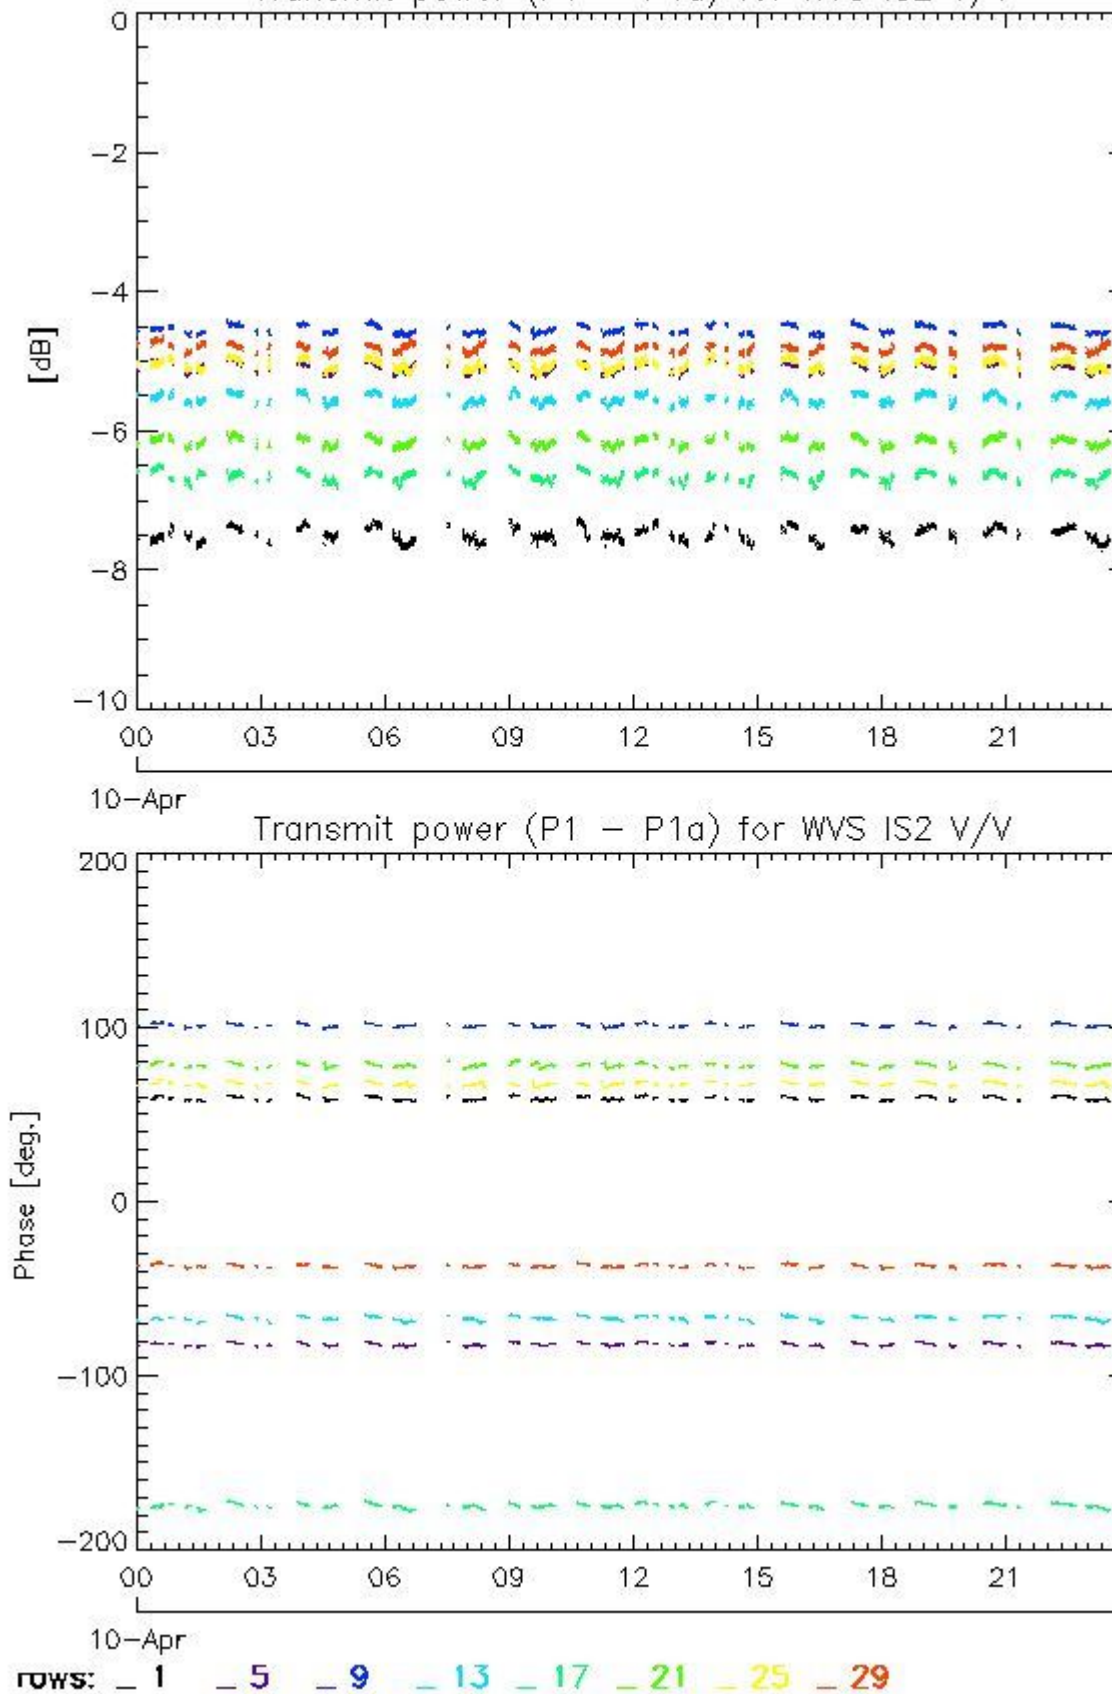 0
−2
−4
[dB]
−6
−8
−10
00 03 06 09 12 15 18 21
10−Apr
Transmit power (P1 − P1a) for WVS IS2 V/V
200
100
Phase [deg.]
0
−100
−200
00 03 06 09 12 15 18 21
10−Apr
rows: _ 1 _ 5 _ 9 _ 13 _ 17 _ 21 _ 25 _ 29